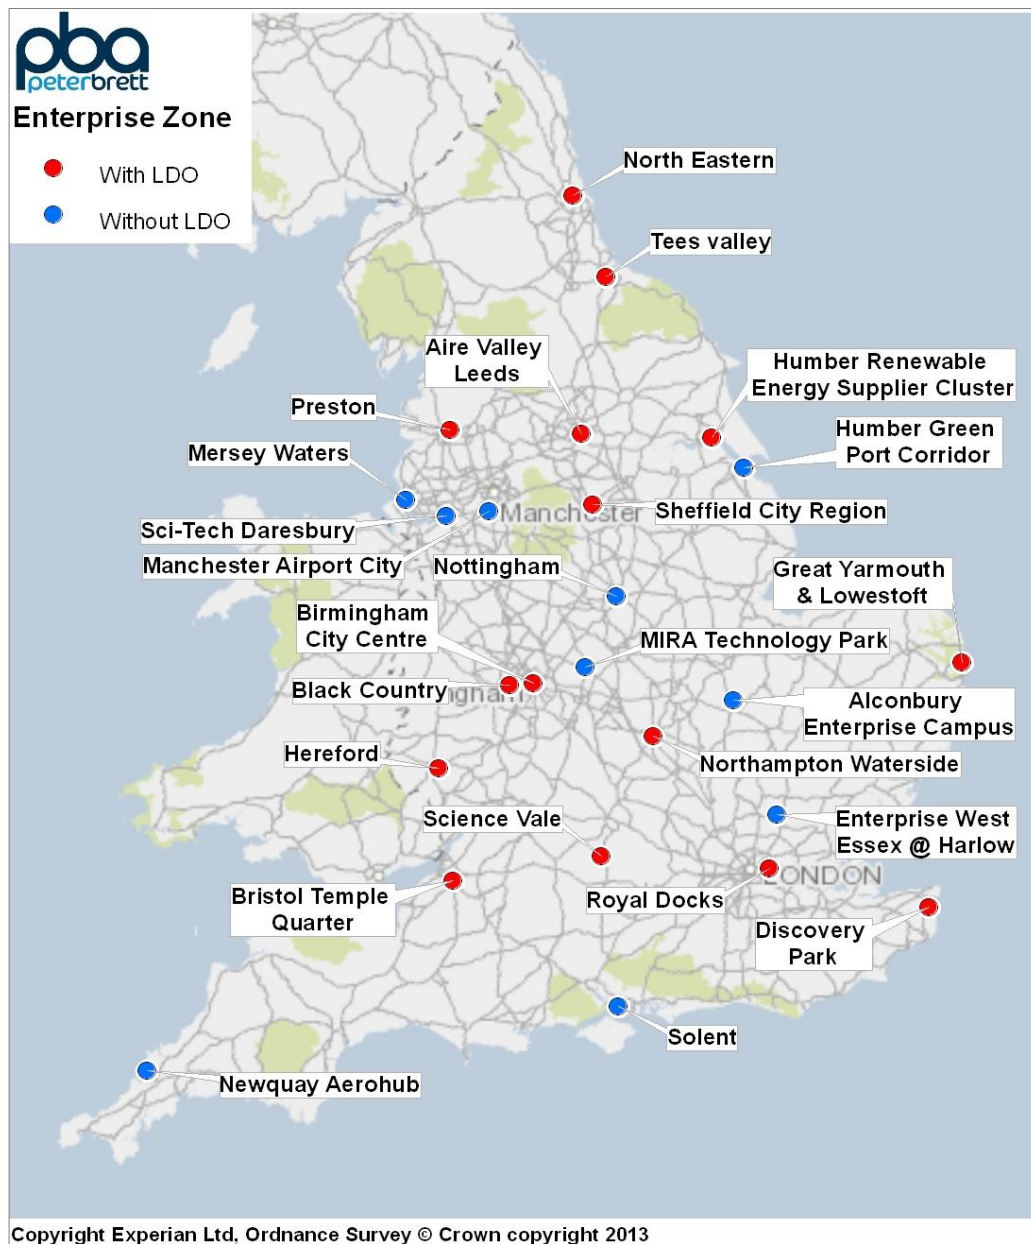 pba
peterbrett
Enterprise Zone
With LDO
Without LDO
North Eastern
Tees valley
Aire Valley
Leeds
Humber Renewable
Energy Supplier Cluster
Preston
Humber Green
Port Corridor
Mersey Waters
Manchester
Sheffield City Region
Sci-Tech Daresbury
Manchester Airport City
Nottingham
Great Yarmouth
& Lowestoft
Birmingham
City Centre
MIRA Technology Park
Black Country
ngham
Alconbury
Enterprise Campus
Hereford
Northampton Waterside
Science Vale
Enterprise West
Essex @ Harlow
LONDON
Royal Docks
Bristol Temple
Quarter
Discovery
Park
Solent
Newquay Aerohub
Copyright Experian Ltd, Ordnance Survey © Crown copyright 2013